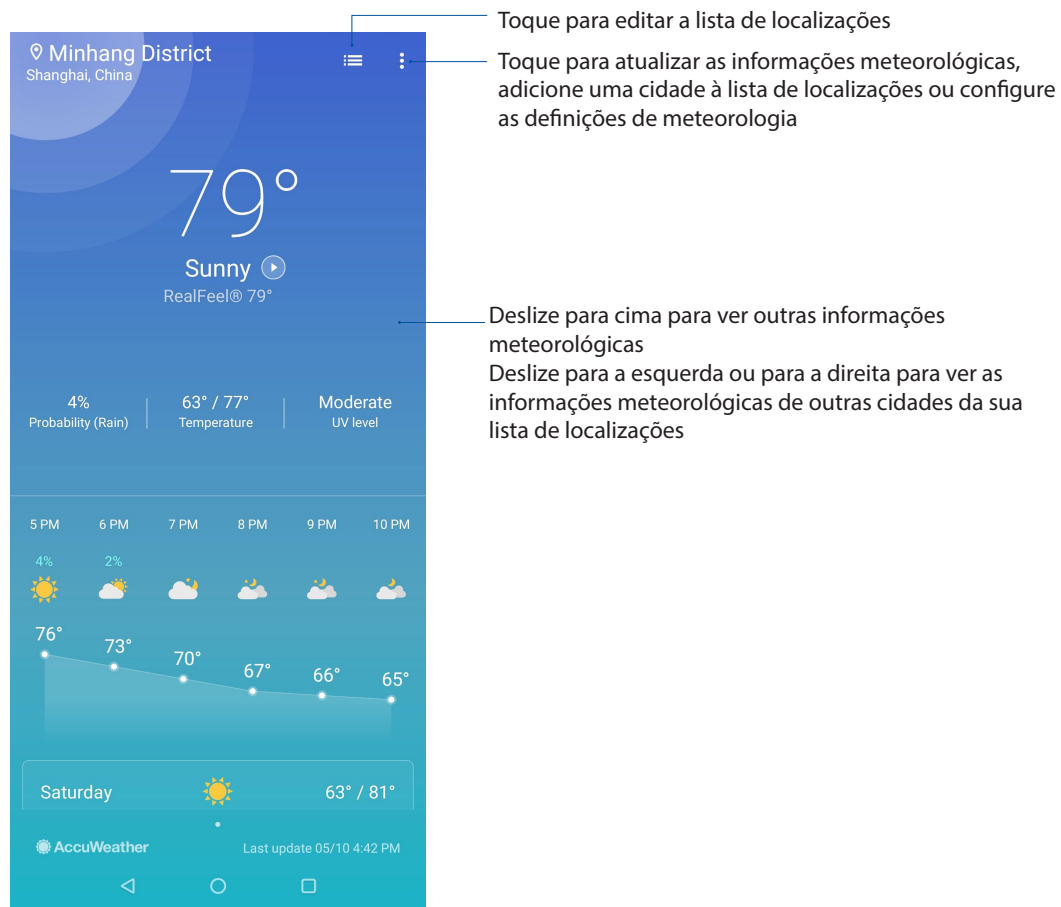 Minhang District
Shanghai, China
79°
Sunny
RealFeel® 79°
4%
Probability (Rain)
63° / 77°
Temperature
Moderate
UV level
5 PM 6 PM 7 PM 8 PM 9 PM 10 PM
4% 2%
76° 73° 70° 67° 66° 65°
Saturday 63° / 81°
AccuWeather Last update 05/10 4:42 PM
Toque para editar a lista de localizações
Toque para atualizar as informações meteorológicas,
adicione uma cidade à lista de localizações ou configure
as definições de meteorologia
Deslize para cima para ver outras informações
meteorológicas
Deslize para a esquerda ou para a direita para ver as
informações meteorológicas de outras cidades da sua
lista de localizações